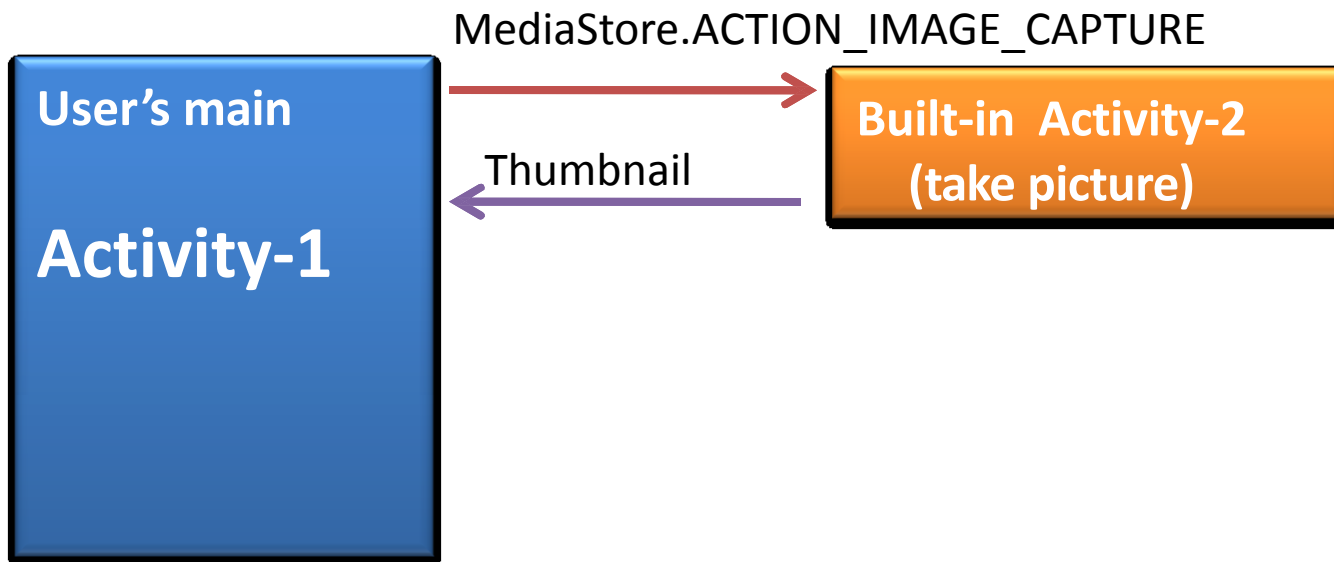 MediaStore.ACTION_IMAGE_CAPTURE
User’s main
Activity-1
Thumbnail
Built-in Activity-2
(take picture)